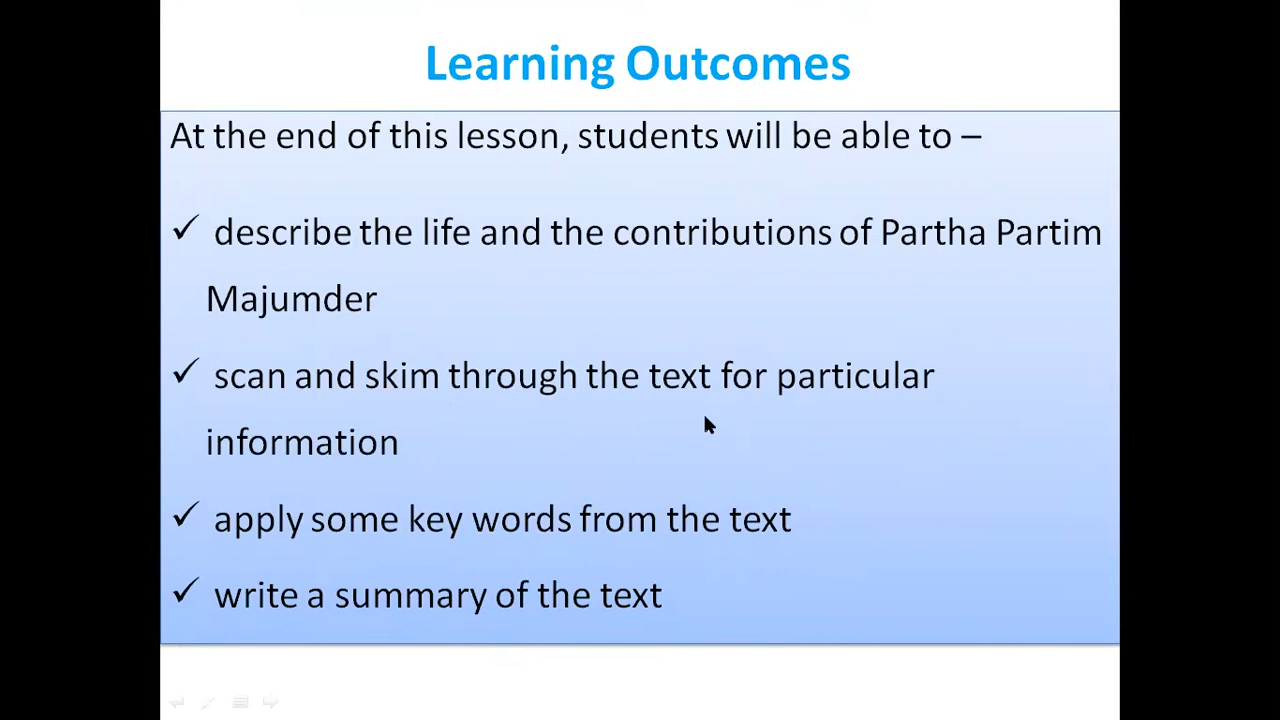 Learning Outcomes
At the end of this lesson, students will be able to –
✓ describe the life and the contributions of Partha Partim
Majumder
✓ scan and skim through the text for particular
information
✓ apply some key words from the text
✓ write a summary of the text